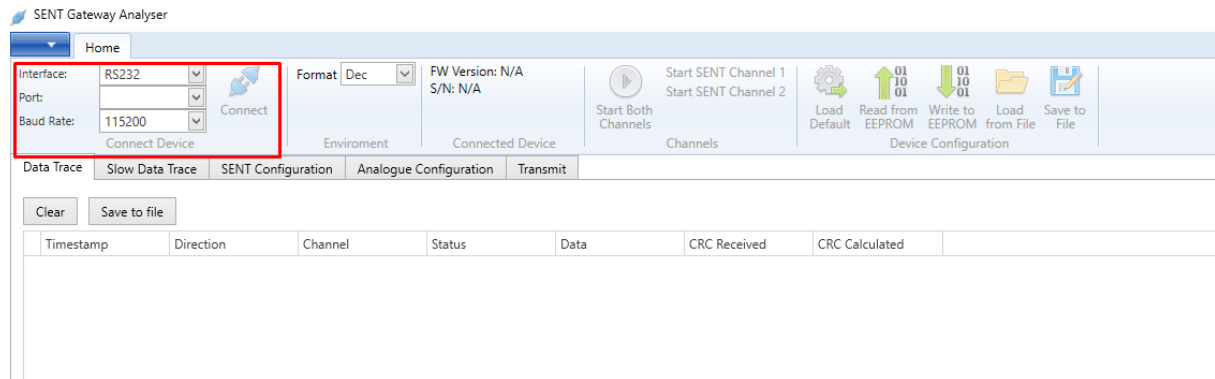 SENT Gateway Analyser
Home
Interface: RS232
Port:
Baud Rate: 115200
Connect
Connect Device
Format Dec
Enviroment
FW Version: N/A
S/N: N/A
Connected Device
Start Both
Channels
Start SENT Channel 1
Start SENT Channel 2
Channels
Load
Default
Read from
EEPROM
Write to
EEPROM
Load
from File
Save to
File
Device Configuration
Data Trace Slow Data Trace SENT Configuration Analogue Configuration Transmit
Clear Save to file
Timestamp Direction Channel Status Data CRC Received CRC Calculated